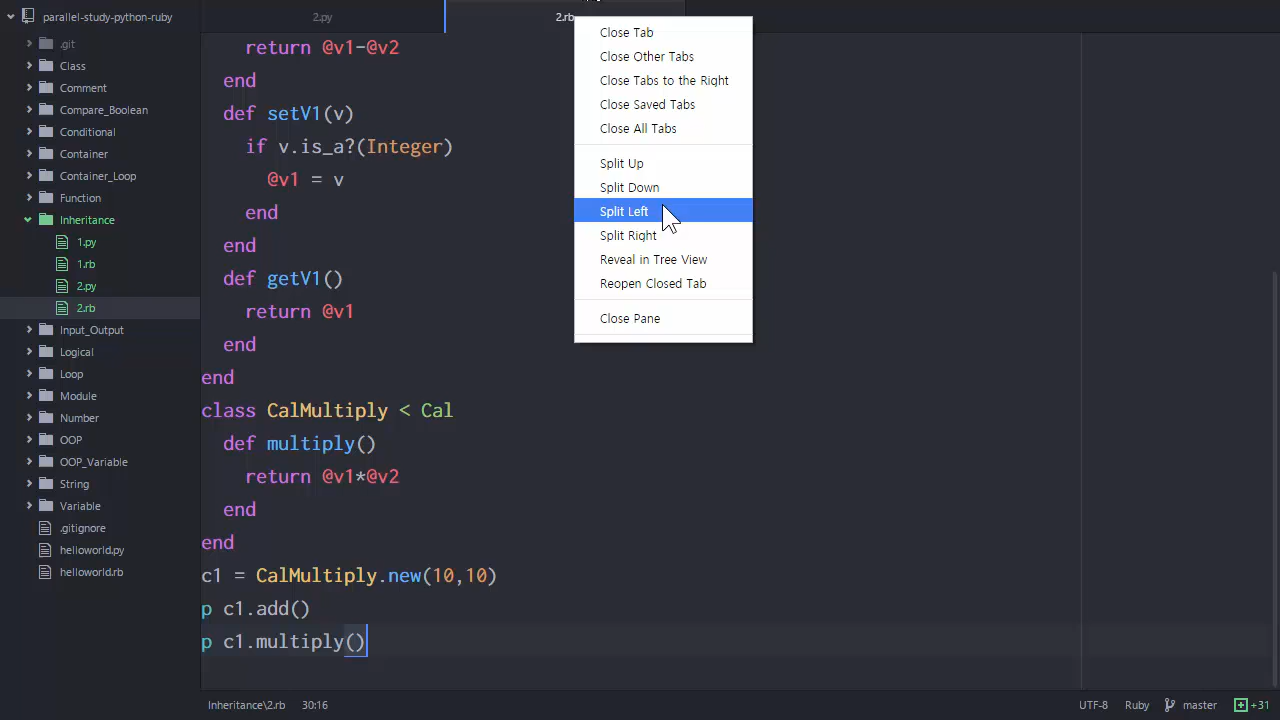 parallel-study-python-ruby
.git
Class
Comment
Compare_Boolean
Conditional
Container
Container_Loop
Function
Inheritance
1.py
1.rb
2.py
2.rb
Input_Output
Logical
Loop
Module
Number
OOP
OOP_Variable
String
Variable
.gitignore
helloworld.py
helloworld.rb
2.py
2.rb
return @v1-@v2
end
def setV1(v)
if v.is_a?(Integer)
@v1 = v
end
end
def getV1()
return @v1
end
end
class CalMultiply < Cal
def multiply()
return @v1*@v2
end
end
c1 = CalMultiply.new(10,10)
p c1.add()
p c1.multiply()
Close Tab
Close Other Tabs
Close Tabs to the Right
Close Saved Tabs
Close All Tabs
Split Up
Split Down
Split Left
Split Right
Reveal in Tree View
Reopen Closed Tab
Close Pane
Inheritance\2.rb 30:16
UTF-8 Ruby master +31